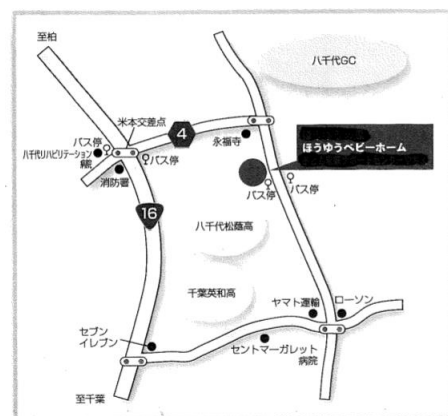 至柏
八千代GC
米本交差点
4
バス停
八千代リハビリテーション
病院
バス停
永福寺
ほうゆうベビーホーム
消防署
バス停
バス停
16
八千代松蔭高
千葉英和高
ヤマト運輸
ローソン
セブン
イレブン
セントマーガレット
病院
至千葉